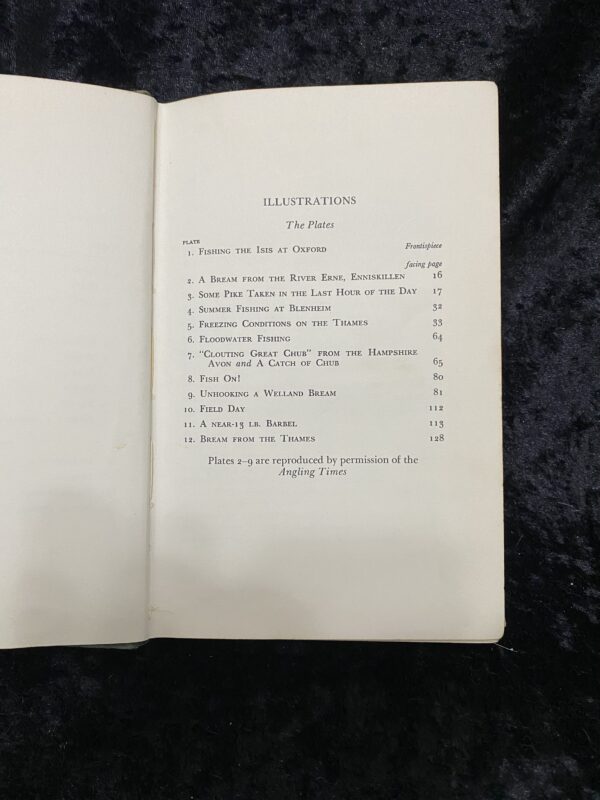 ILLUSTRATIONS
The Plates
PLATE
1. Fishing the Isis at Oxford Frontispiece
facing page
2. A Bream from the River Erne, Enniskillen 16
3. Some Pike Taken in the Last Hour of the Day 17
4. Summer Fishing at Blenheim 32
5. Freezing Conditions on the Thames 33
6. Floodwater Fishing 64
7. "Clouting Great Chub" from the Hampshire
Avon and A Catch of Chub 65
8. Fish On! 80
9. Unhooking a Welland Bream 81
10. Field Day 112
11. A near-13 lb. Barbel 113
12. Bream from the Thames 128
Plates 2–9 are reproduced by permission of the
Angling Times